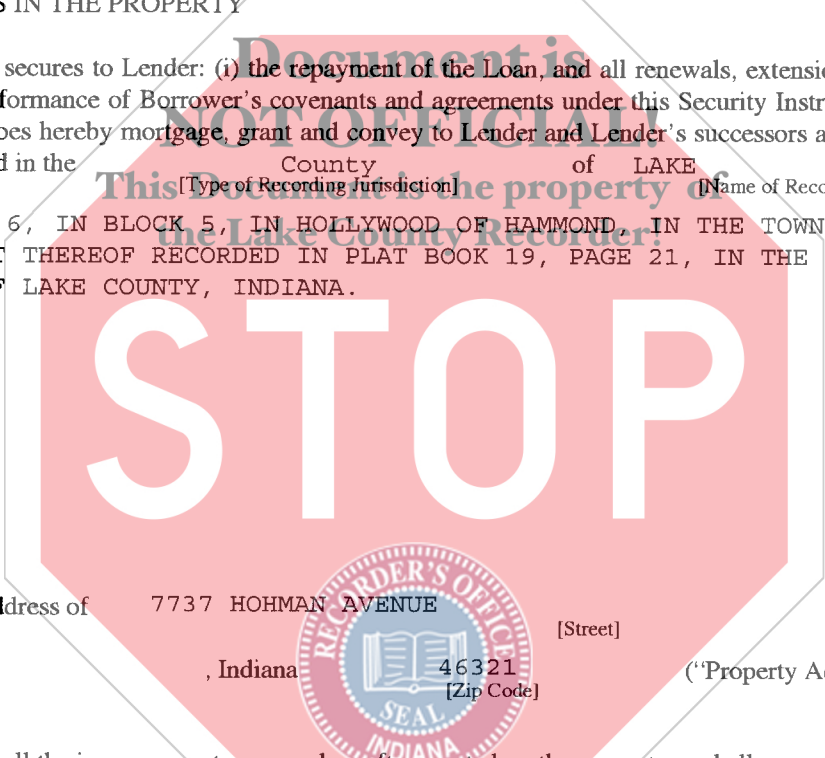 S IN THE PROPERTY
Document is
secures to Lender: (i) the repayment of the Loan, and all renewals, extensi
formance of Borrower's covenants and agreements under this Security Instr
NOT OFFICIAL!
oes hereby mortgage, grant and convey to Lender and Lender's successors a
d in the County of LAKE
This Document is the property of
[Type of Recording Jurisdiction] [Name of Reco
6, IN BLOCK 5, IN HOLLYWOOD OF HAMMOND, IN THE TOWN
the Lake County Recorder!
T THEREOF RECORDED IN PLAT BOOK 19, PAGE 21, IN THE
F LAKE COUNTY, INDIANA.
STOP
RECORDER'S OFFICE
ddress of 7737 HOHMAN AVENUE
[Street]
, Indiana 46321 ("Property A
[Zip Code]
SEAL
INDIANA